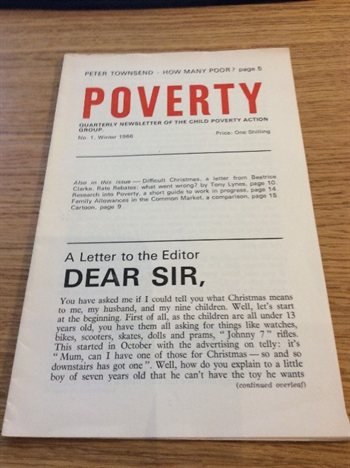 PETER TOWNSEND - HOW MANY POOR? page 5
POVERTY
QUARTERLY NEWSLETTER OF THE CHILD POVERTY ACTION
GROUP.
No. 1. Winter 1966
Price: One Shilling
Also in this issue — Difficult Christmas, a letter from Beatrice
Clarke, Rate Rebates: what went wrong? by Tony Lynes, page 10
Research into Poverty, a short guide to work in progress, page 14
Family Allowances in the Common Market, a comparison, page 15
Cartoon, page 9
A Letter to the Editor
DEAR SIR,
You have asked me if I could tell you what Christmas means
to me, my husband, and my nine children. Well, let's start
at the beginning. First of all, as the children are all under 13
years old, you have them all asking for things like watches,
bikes, scooters, skates, dolls and prams, “ Johnny 7 ” rifles.
This started in October with the advertising on telly: it's
“ Mum, can I have one of those for Christmas — so and so
downstairs has got one ”. Well, how do you explain to a little
boy of seven years old that he can't have the toy he wants
(continued overleaf)